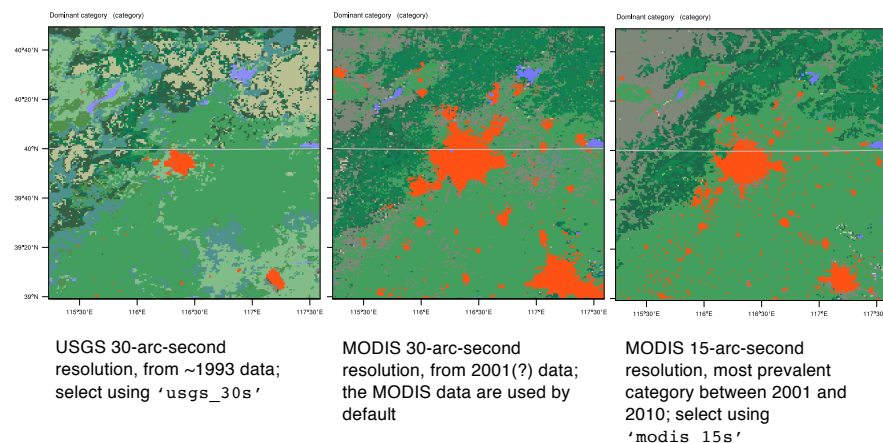 Dominant category (category)
40°40'N
40°20'N
40°N
39°40'N
39°20'N
39°N
115°30'E
116°E
116°30'E
117°E
117°30'E
USGS 30-arc-second
resolution, from ~1993 data;
select using ‘usgs_30s’
Dominant category (category)
115°30'E
116°E
116°30'E
117°E
117°30'E
MODIS 30-arc-second
resolution, from 2001(?) data;
the MODIS data are used by
default
Dominant category (category)
115°30'E
116°E
116°30'E
117°E
117°30'E
MODIS 15-arc-second
resolution, most prevalent
category between 2001 and
2010; select using
‘modis_15s’